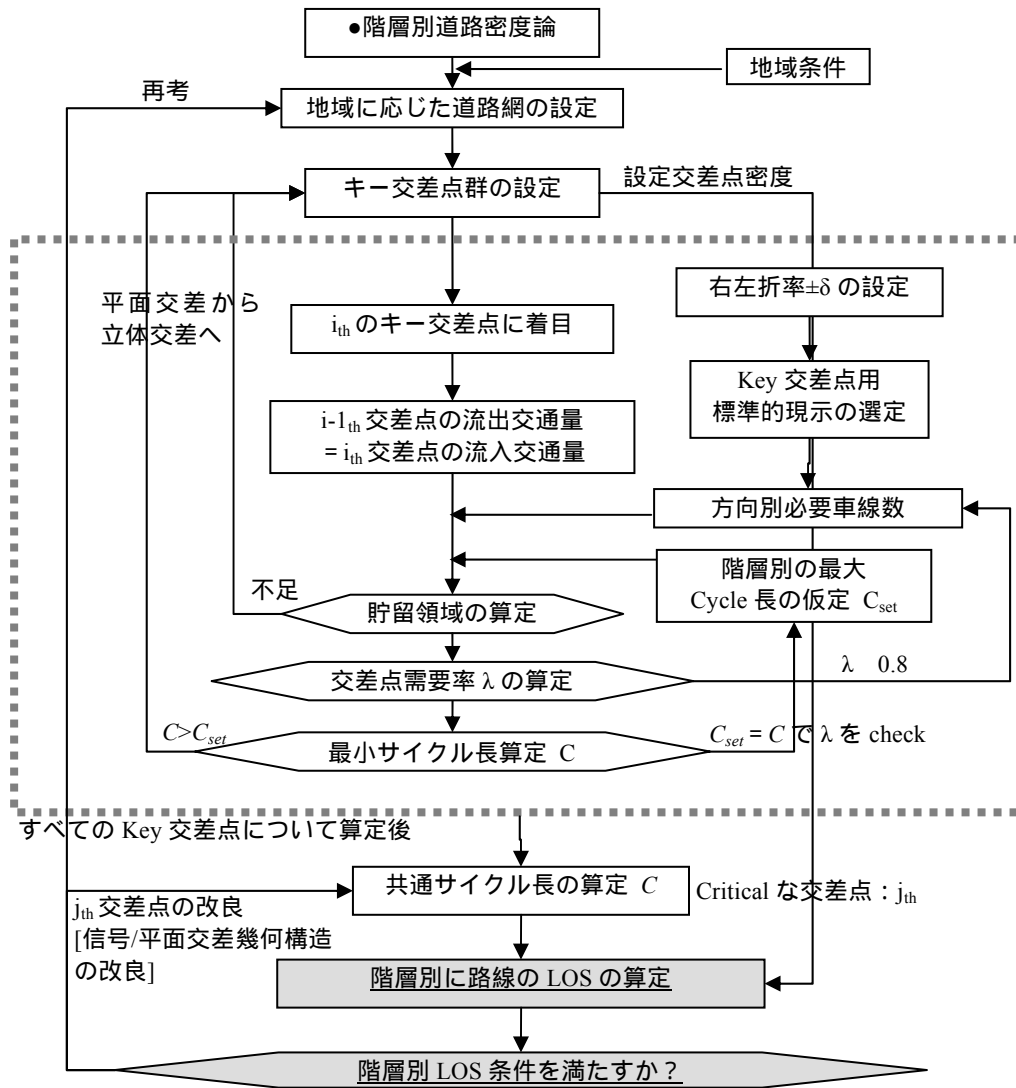 ●階層別道路密度論
地域条件
再考
地域に応じた道路網の設定
キー交差点群の設定
設定交差点密度
平面交差から
立体交差へ
右左折率±δ の設定
i_th のキー交差点に着目
Key 交差点用
標準的現示の選定
i-1_th 交差点の流出交通量
= i_th 交差点の流入交通量
方向別必要車線数
階層別の最大
Cycle 長の仮定 C_set
不足
貯留領域の算定
交差点需要率 λ の算定
λ 0.8
C>C_set
最小サイクル長算定 C
C_set = C で λ を check
すべての Key 交差点について算定後
共通サイクル長の算定 C
Critical な交差点：j_th
j_th 交差点の改良
[信号/平面交差幾何構造
の改良]
階層別に路線の LOS の算定
階層別 LOS 条件を満たすか？